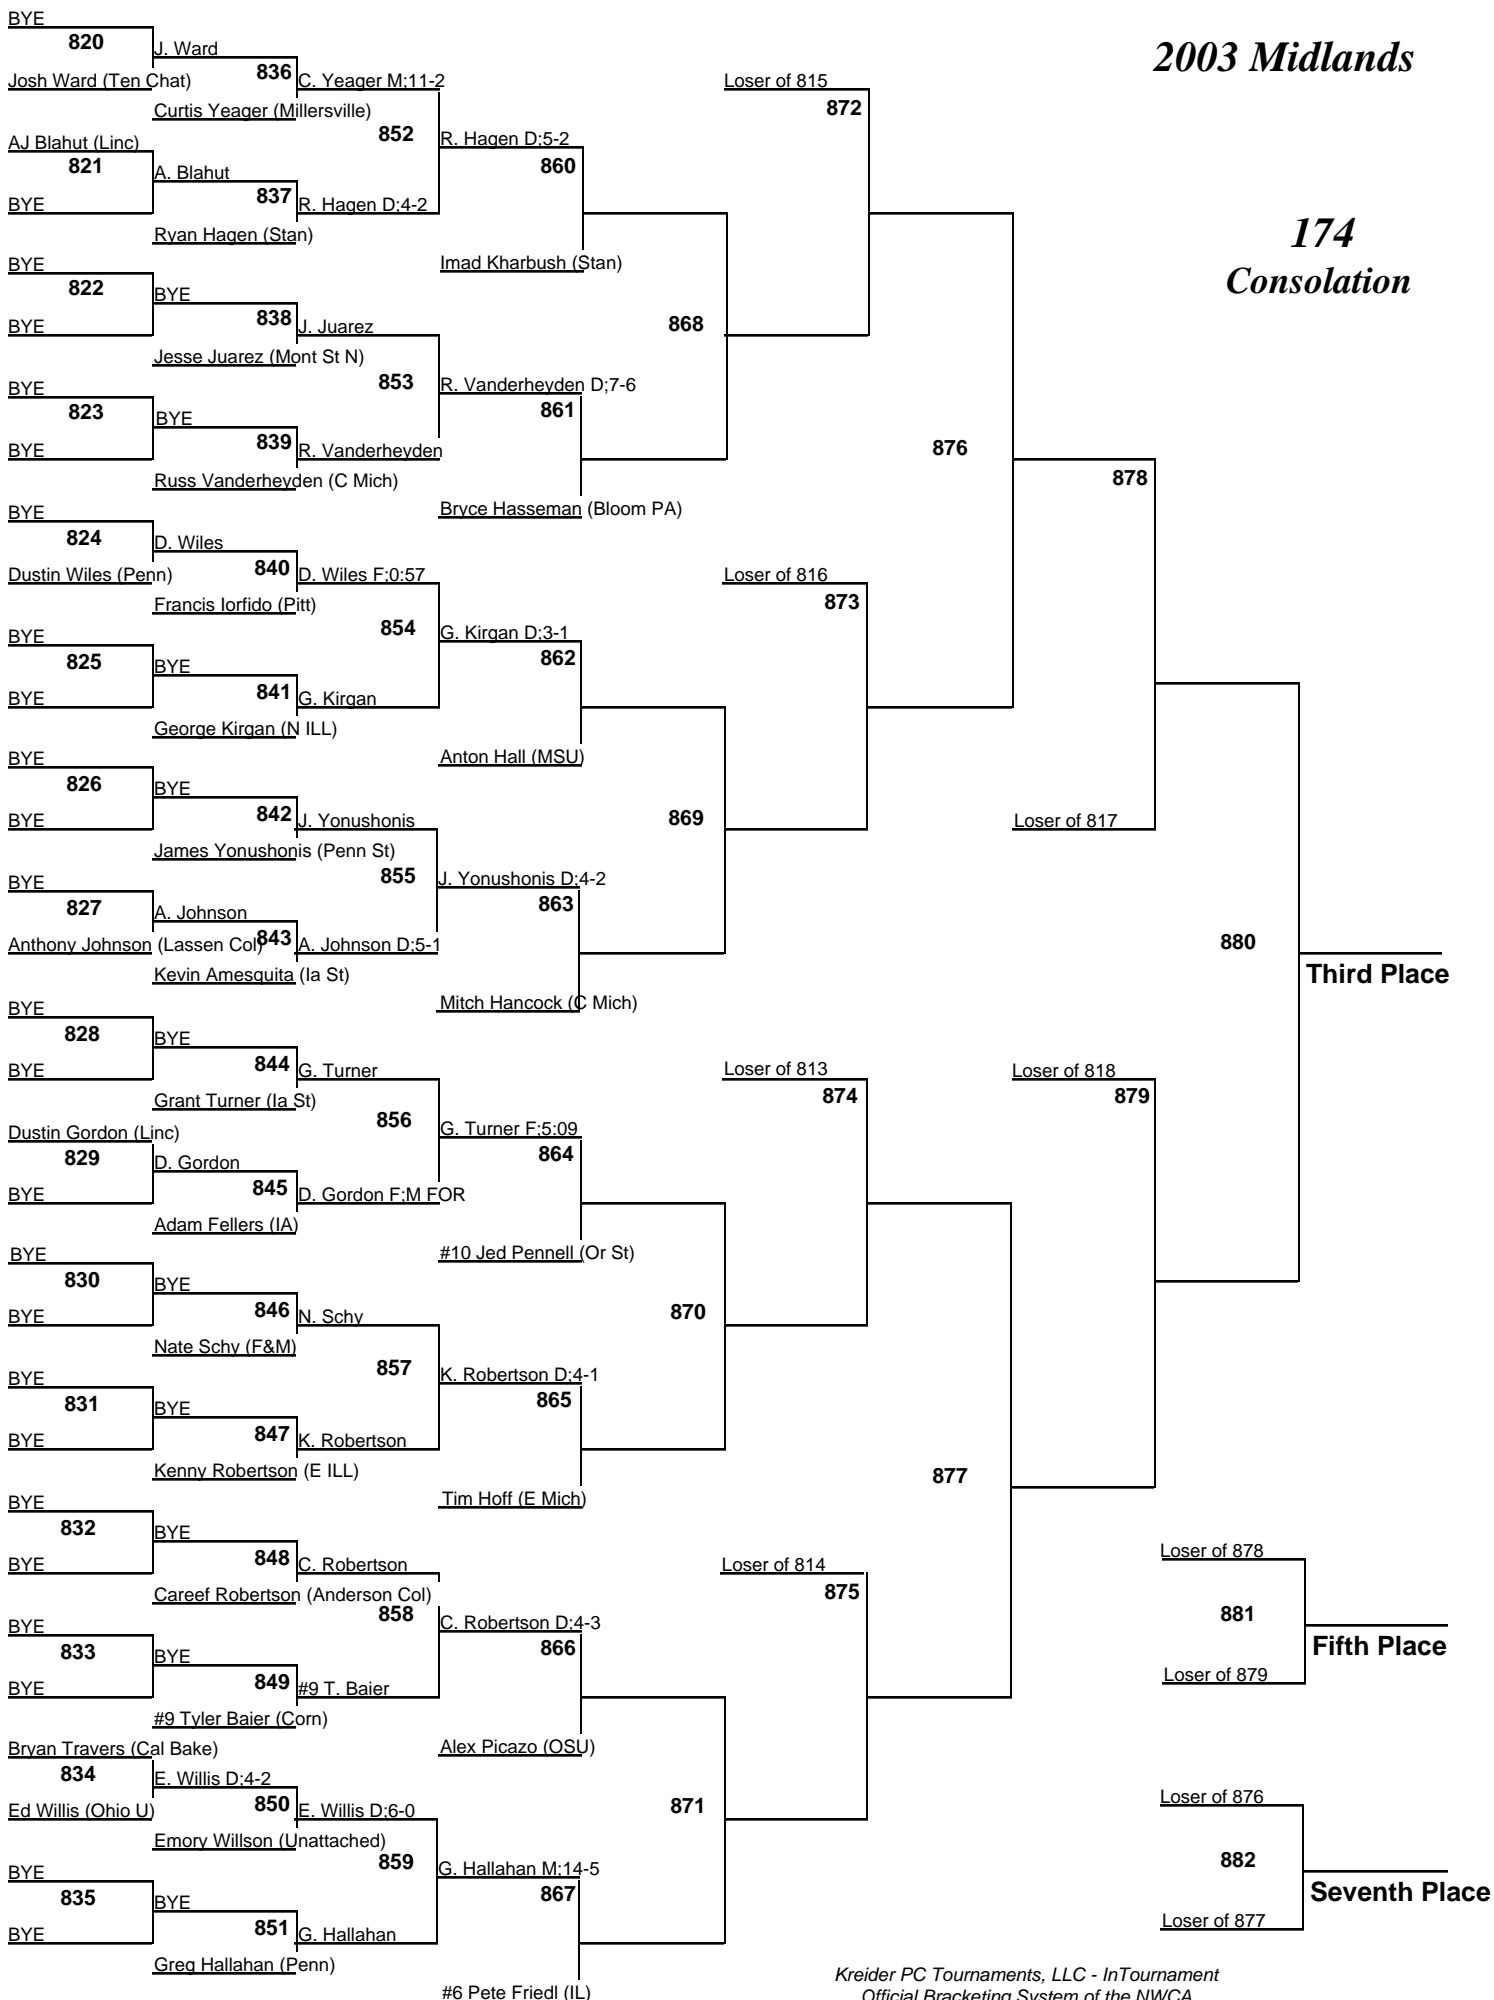 2003 Midlands
174
Consolation
BYE
820
Josh Ward (Ten Chat)
AJ Blahut (Linc)
821
BYE
BYE
822
BYE
BYE
823
BYE
BYE
824
Dustin Wiles (Penn)
BYE
825
BYE
BYE
826
BYE
BYE
827
Anthony Johnson (Lassen Col)
BYE
828
BYE
Dustin Gordon (Linc)
829
BYE
BYE
830
BYE
BYE
831
BYE
BYE
832
BYE
BYE
833
BYE
Bryan Travers (Cal Bake)
834
Ed Willis (Ohio U)
BYE
835
BYE
J. Ward
836
Curtis Yeager (Millersville)
A. Blahut
837
Ryan Hagen (Stan)
BYE
838
Jesse Juarez (Mont St N)
BYE
839
Russ Vanderheyden (C Mich)
D. Wiles
840
Francis Iorfido (Pitt)
BYE
841
George Kirgan (N ILL)
BYE
842
James Yonushonis (Penn St)
A. Johnson
843
Kevin Amesquita (Ia St)
BYE
844
Grant Turner (Ia St)
D. Gordon
845
Adam Fellers (IA)
BYE
846
Nate Schy (F&M)
BYE
847
Kenny Robertson (E ILL)
BYE
848
Careef Robertson (Anderson Col)
BYE
849
#9 Tyler Baier (Corn)
E. Willis D;4-2
850
Emory Willson (Unattached)
BYE
851
Greg Hallahan (Penn)
C. Yeager M;11-2
852
R. Hagen D;4-2
J. Juarez
853
R. Vanderheyden
D. Wiles F;0:57
854
G. Kirgan
J. Yonushonis
855
A. Johnson D;5-1
G. Turner
856
D. Gordon F;M FOR
N. Schy
857
K. Robertson
C. Robertson
858
#9 T. Baier
E. Willis D;6-0
859
G. Hallahan
R. Hagen D;5-2
860
Imad Kharbush (Stan)
R. Vanderheyden D;7-6
861
Bryce Hasseman (Bloom PA)
G. Kirgan D;3-1
862
Anton Hall (MSU)
J. Yonushonis D;4-2
863
Mitch Hancock (C Mich)
G. Turner F;5:09
864
#10 Jed Pennell (Or St)
K. Robertson D;4-1
865
Tim Hoff (E Mich)
C. Robertson D;4-3
866
Alex Picazo (OSU)
G. Hallahan M;14-5
867
#6 Pete Friedl (IL)
868
869
870
871
Loser of 815
872
Loser of 816
873
Loser of 813
874
Loser of 814
875
876
877
878
Loser of 817
Loser of 818
879
880
Third Place
Loser of 878
881
Fifth Place
Loser of 879
Loser of 876
882
Seventh Place
Loser of 877
Kreider PC Tournaments, LLC - InTournament
Official Bracketing System of the NWCA